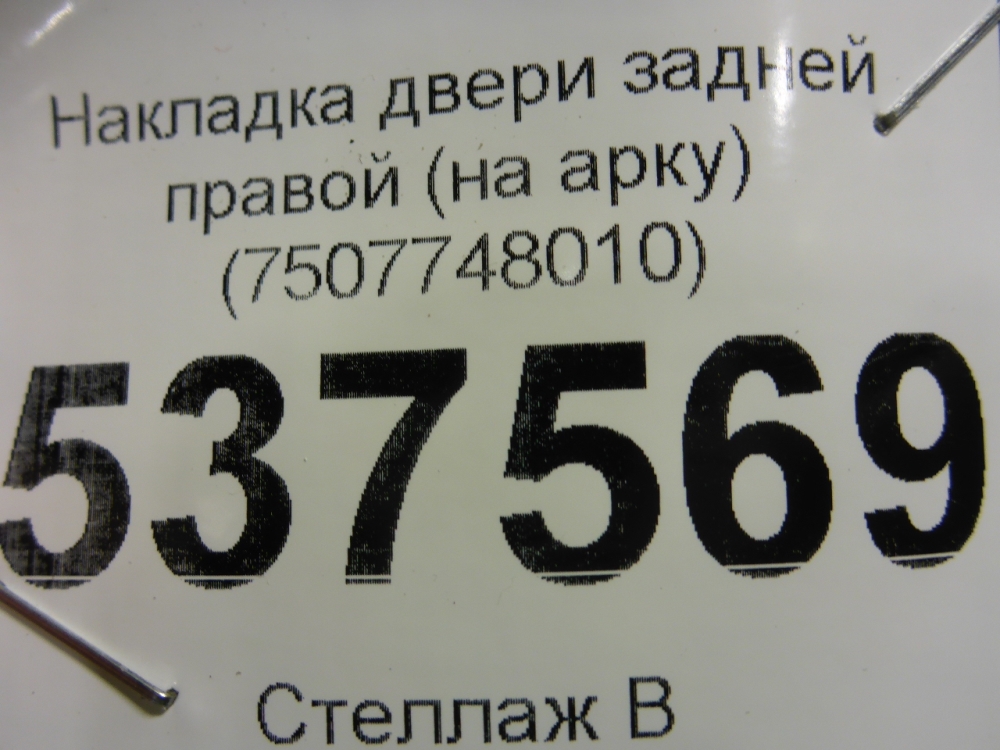 Накладка двери задней
правой (на арку)
(7507748010)
537569
Стеллаж В